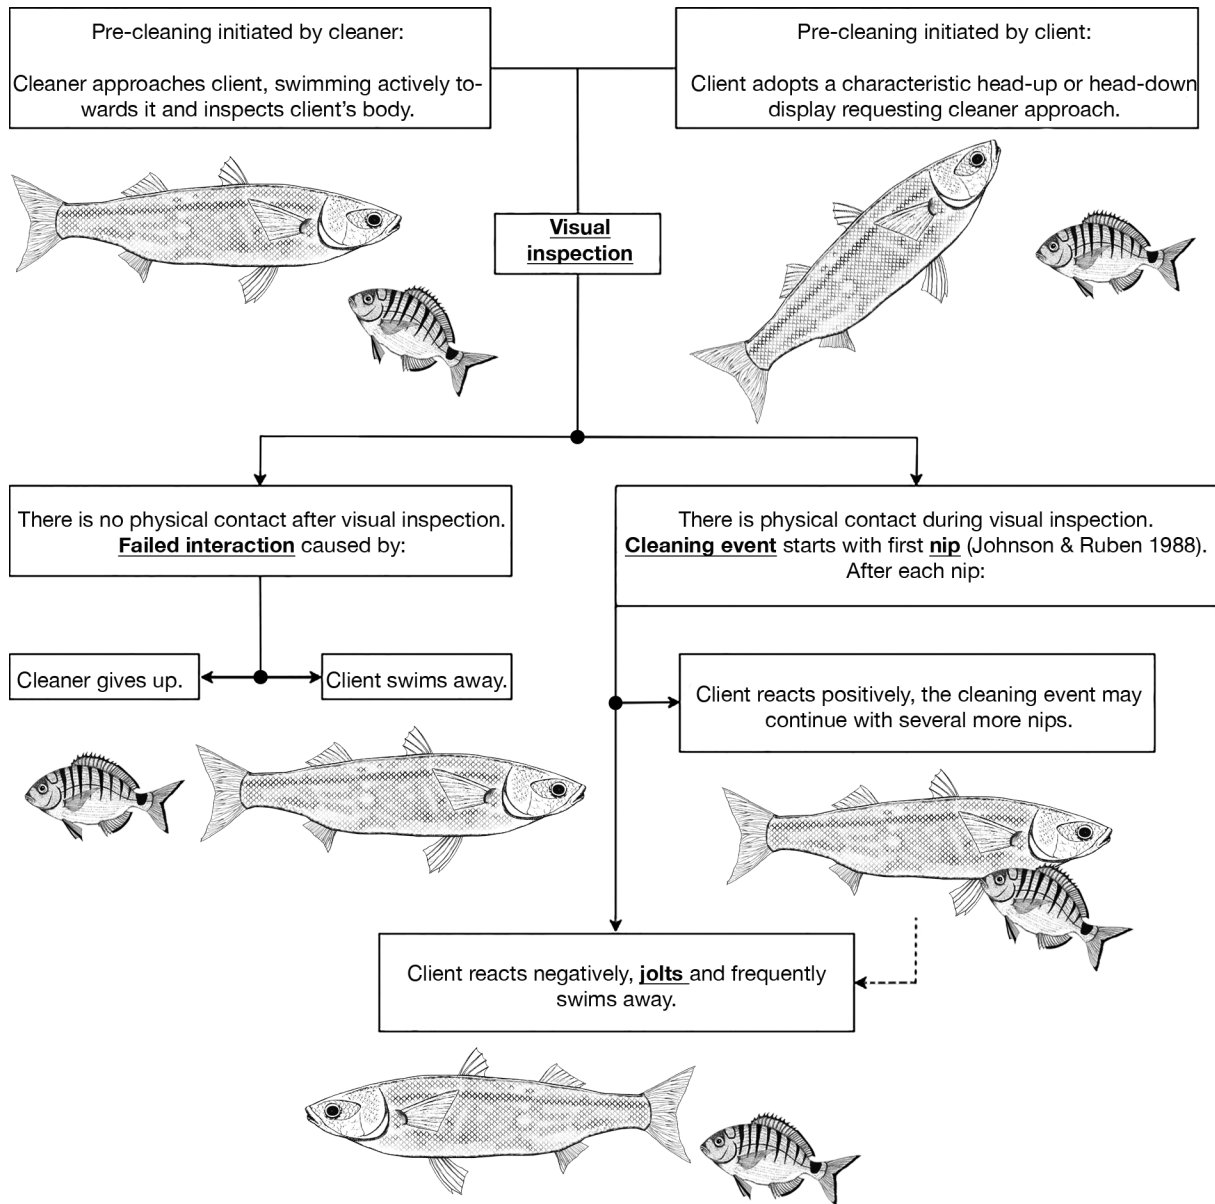 Pre-cleaning initiated by cleaner:
Cleaner approaches client, swimming actively to-
wards it and inspects client's body.
Pre-cleaning initiated by client:
Client adopts a characteristic head-up or head-down
display requesting cleaner approach.
Visual
inspection
There is no physical contact after visual inspection.
Failed interaction caused by:
There is physical contact during visual inspection.
Cleaning event starts with first nip (Johnson & Ruben 1988).
After each nip:
Cleaner gives up.
Client swims away.
Client reacts positively, the cleaning event may
continue with several more nips.
Client reacts negatively, jolts and frequently
swims away.